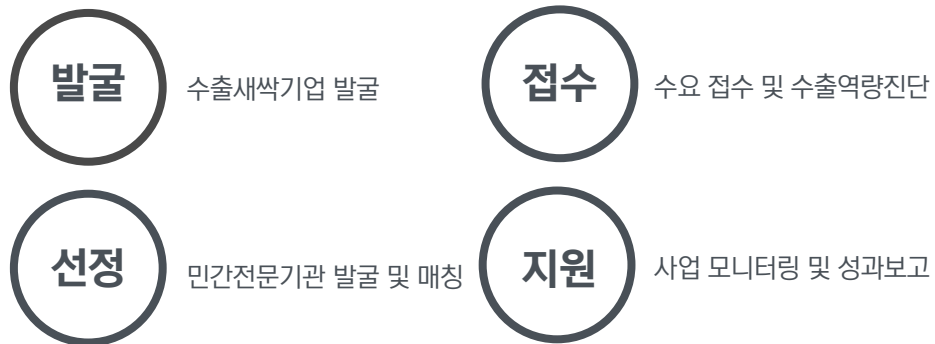 발굴
수출새싹기업 발굴
접수
수요 접수 및 수출역량진단
선정
민간전문기관 발굴 및 매칭
지원
사업 모니터링 및 성과보고